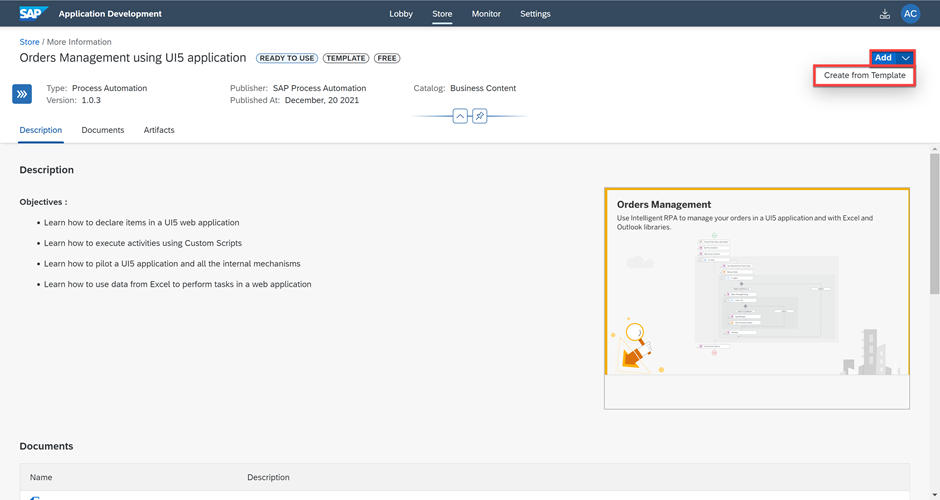 SAP Application Development Lobby Store Monitor Settings AC
Store / More Information
Orders Management using UI5 application READY TO USE TEMPLATE FREE Add
Create from Template
Type: Process Automation Publisher: SAP Process Automation Catalog: Business Content
Version: 1.0.3 Published At: December, 20 2021
Description Documents Artifacts
Description
Objectives :
• Learn how to declare items in a UI5 web application
• Learn how to execute activities using Custom Scripts
• Learn how to pilot a UI5 application and all the internal mechanisms
• Learn how to use data from Excel to perform tasks in a web application
Orders Management
Use Intelligent RPA to manage your orders in a UI5 application and with Excel and
Outlook libraries.
Documents
Name Description